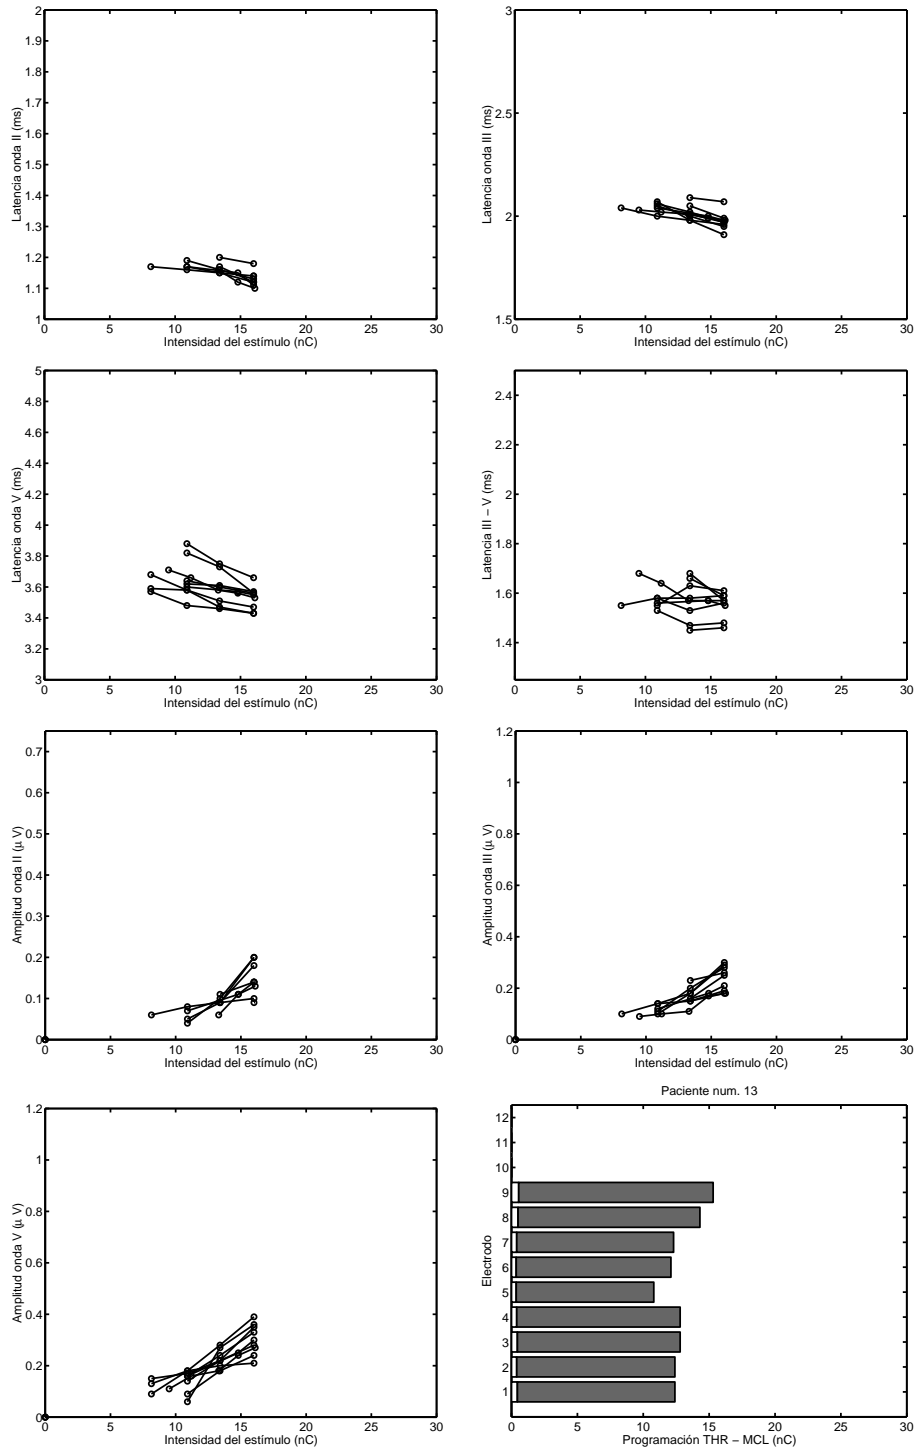 2
1.9
1.8
1.7
1.6
1.5
1.4
1.3
1.2
1.1
1
Latencia onda II (ms)
0 5 10 15 20 25 30
Intensidad del estímulo (nC)
3
2.5
2
1.5
Latencia onda III (ms)
0 5 10 15 20 25 30
Intensidad del estímulo (nC)
5
4.8
4.6
4.4
4.2
4
3.8
3.6
3.4
3.2
3
Latencia onda V (ms)
0 5 10 15 20 25 30
Intensidad del estímulo (nC)
2.4
2.2
2
1.8
1.6
1.4
Latencia III − V (ms)
0 5 10 15 20 25 30
Intensidad del estímulo (nC)
0.7
0.6
0.5
0.4
0.3
0.2
0.1
0
Amplitud onda II (μ V)
0 5 10 15 20 25 30
Intensidad del estímulo (nC)
1.2
1
0.8
0.6
0.4
0.2
0
Amplitud onda III (μ V)
0 5 10 15 20 25 30
Intensidad del estímulo (nC)
1.2
1
0.8
0.6
0.4
0.2
0
Amplitud onda V (μ V)
0 5 10 15 20 25 30
Intensidad del estímulo (nC)
Paciente num. 13
12
11
10
9
8
7
6
5
4
3
2
1
Electrodo
0 5 10 15 20 25 30
Programación THR − MCL (nC)